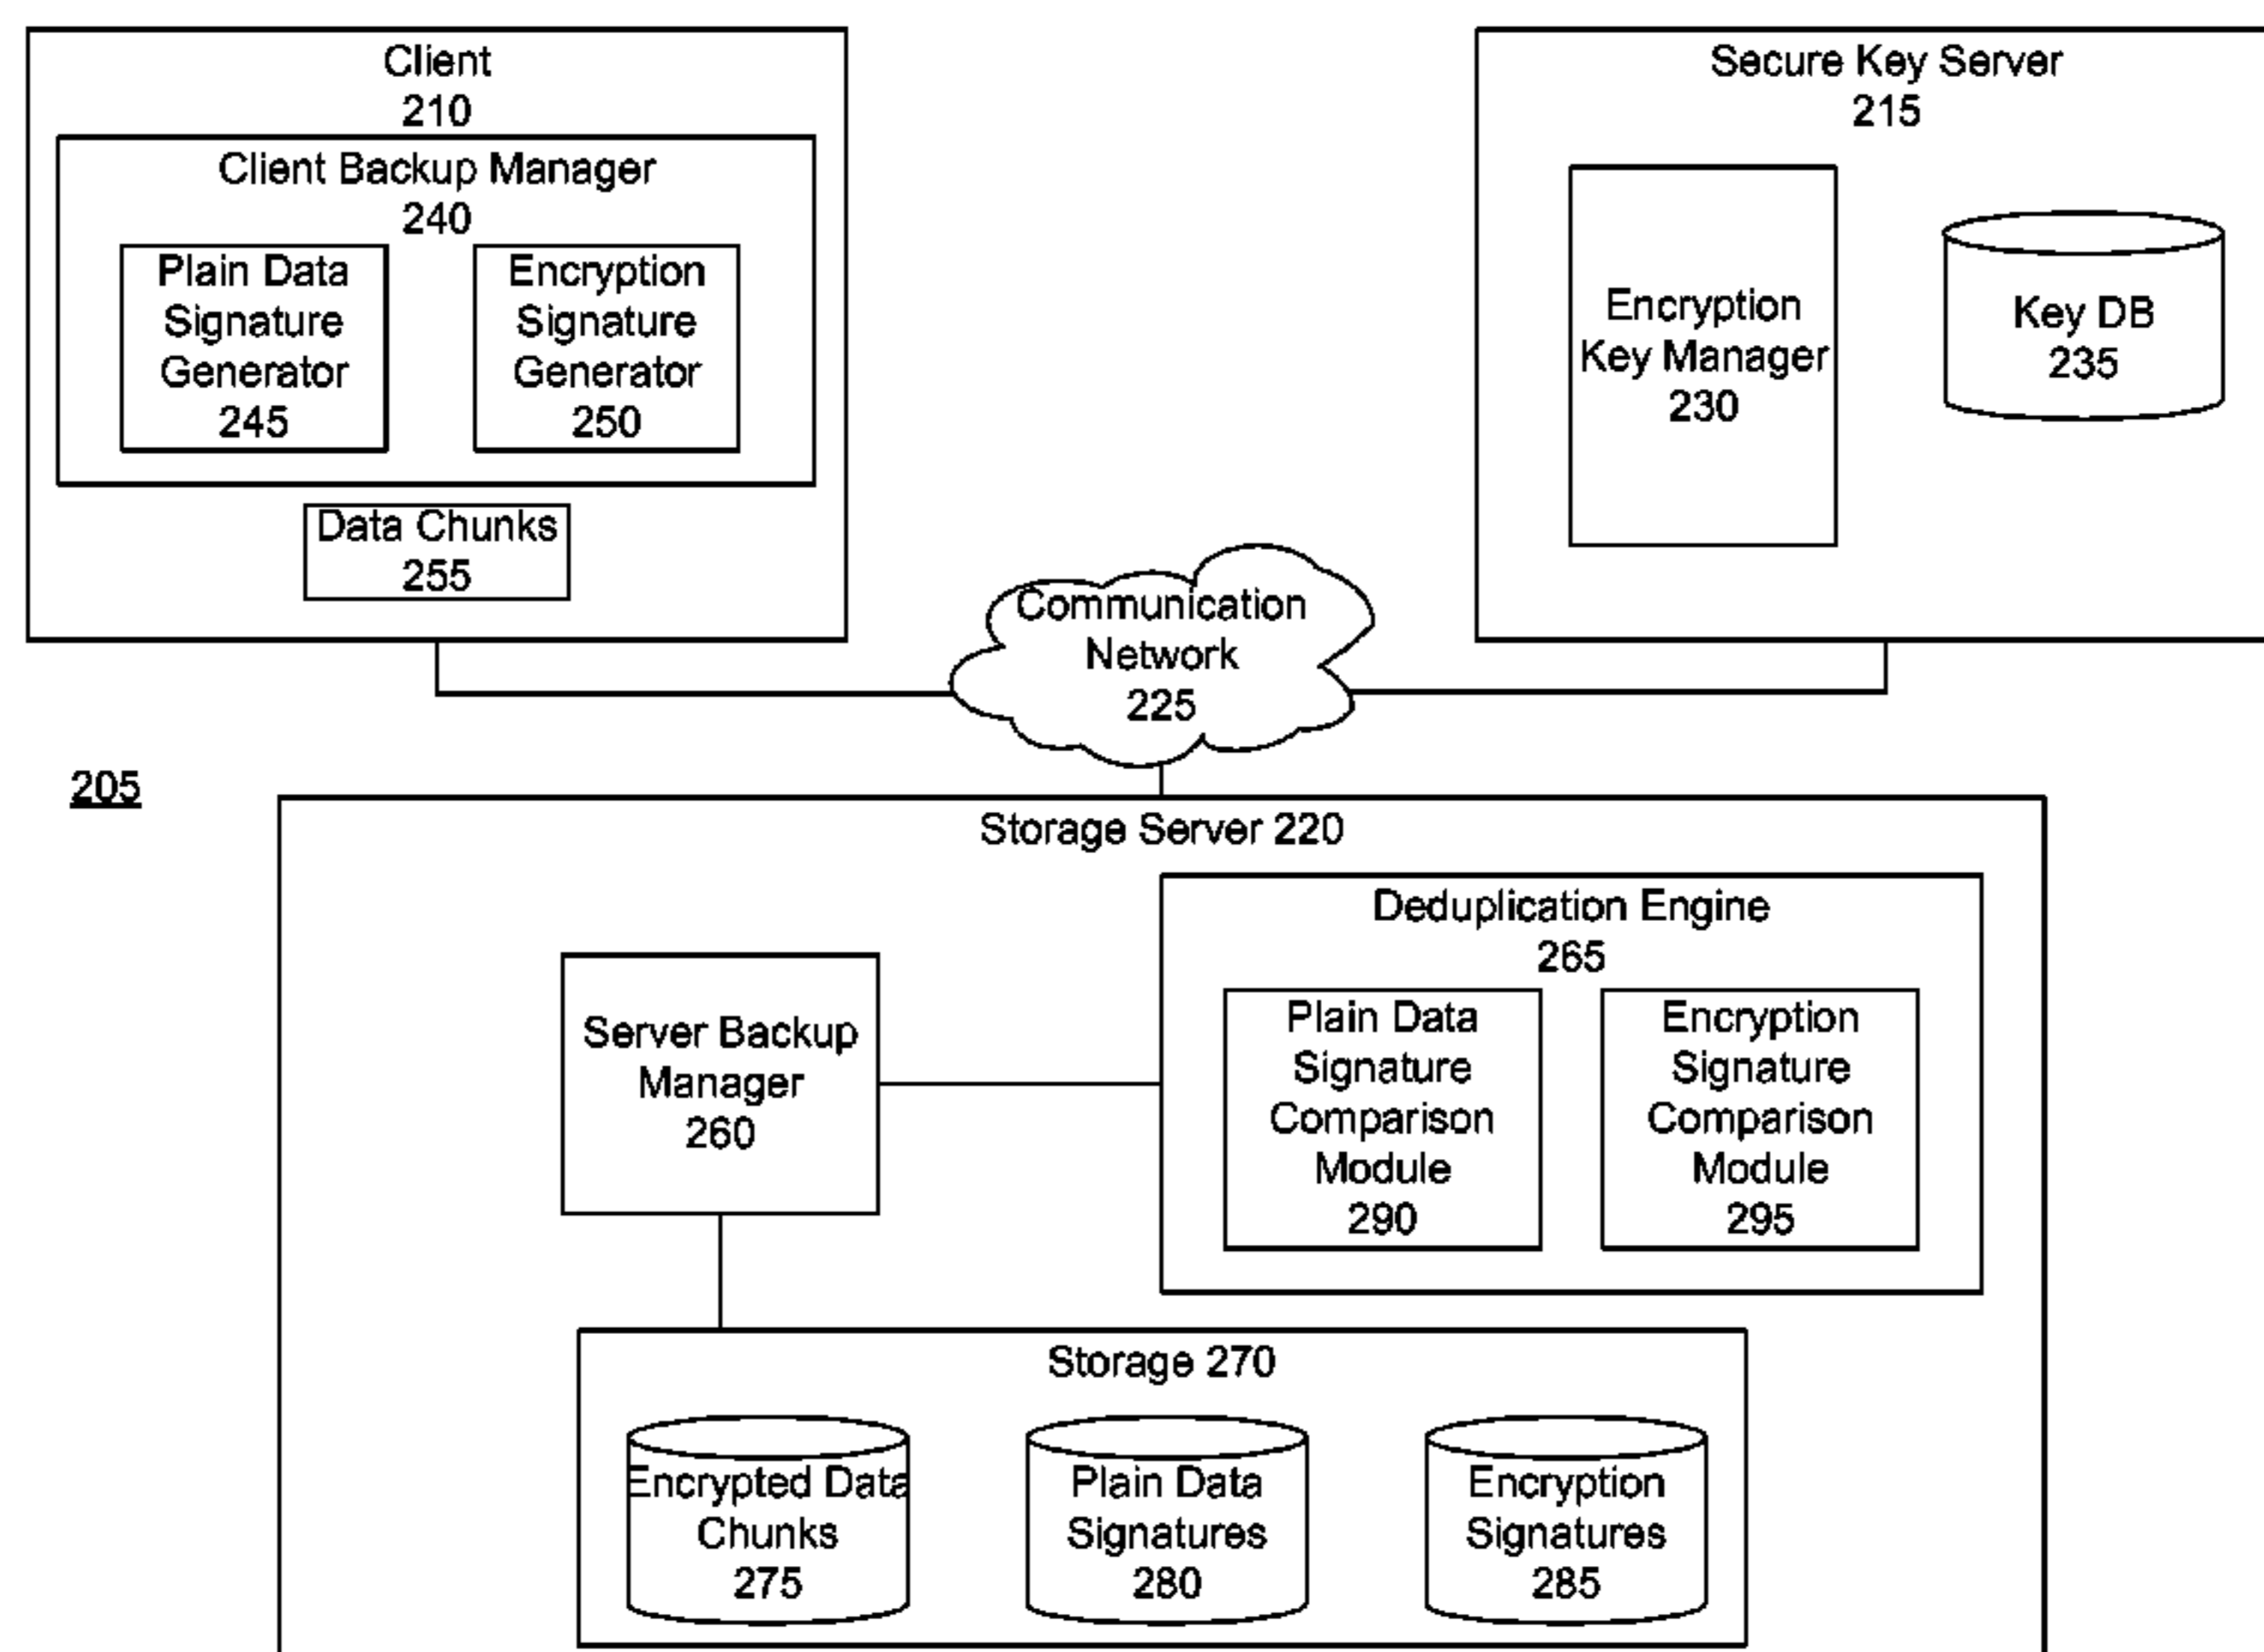 Client
210
Client Backup Manager
240
Plain Data
Signature
Generator
245
Encryption
Signature
Generator
250
Data Chunks
255
Secure Key Server
215
Encryption
Key Manager
230
Key DB
235
Communication
Network
225
205
Storage Server 220
Deduplication Engine
265
Server Backup
Manager
260
Plain Data
Signature
Comparison
Module
290
Encryption
Signature
Comparison
Module
295
Storage 270
Encrypted Data
Chunks
275
Plain Data
Signatures
280
Encryption
Signatures
285